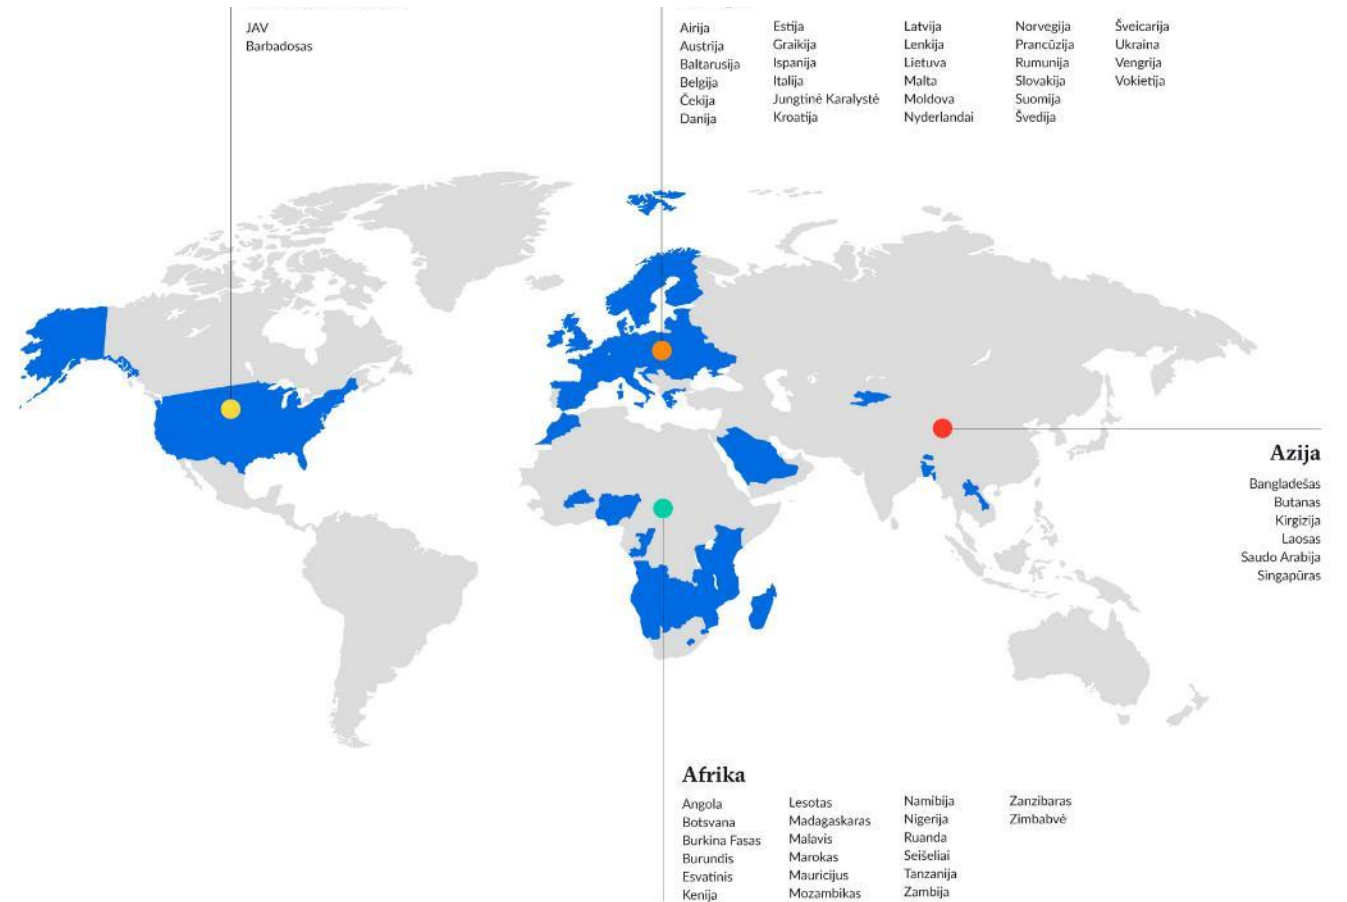 JAV
Barbadosas
Airija
Austrija
Baltarusija
Belgija
Čekija
Danija
Estija
Graikija
Ispanija
Italija
Jungtinė Karalystė
Kroatija
Latvija
Lenkija
Lietuva
Malta
Moldova
Nyderlandai
Norvegija
Prancūzija
Rumunija
Slovakija
Suomija
Švedija
Šveicarija
Ukraina
Vengrija
Vokietija
Azija
Bangladešas
Butanas
Kirgizija
Laosas
Saudo Arabija
Singapūras
Afrika
Angola
Botsvana
Burkina Fasas
Burundis
Esvatinis
Kenija
Lesotas
Madagaskaras
Malavis
Marokas
Mauricijus
Mozambikas
Namibija
Nigerija
Ruanda
Seišeliai
Tanzanija
Zambija
Zanzibaras
Zimbabvė